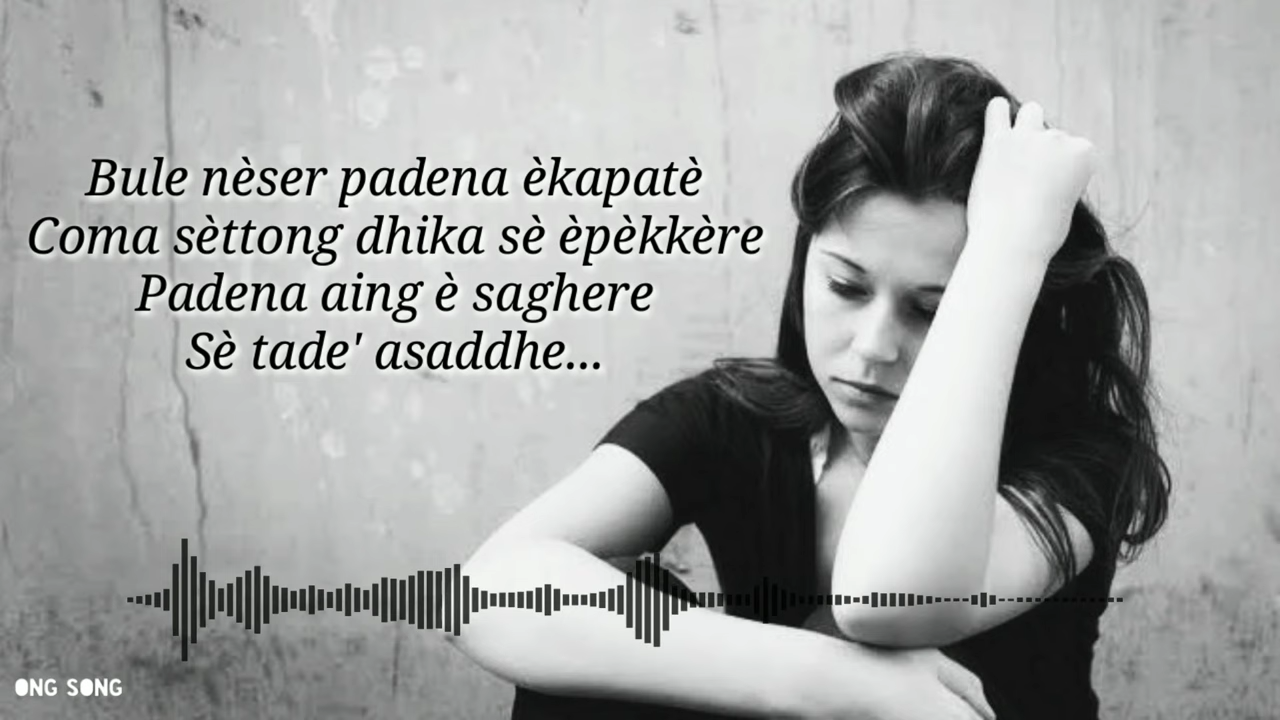 Bule nèser padena èkapatè
Coma sèttong dhika sè èpèkkère
Padena aing è saghere
Sè tade' asaddhe...
ONG SONG